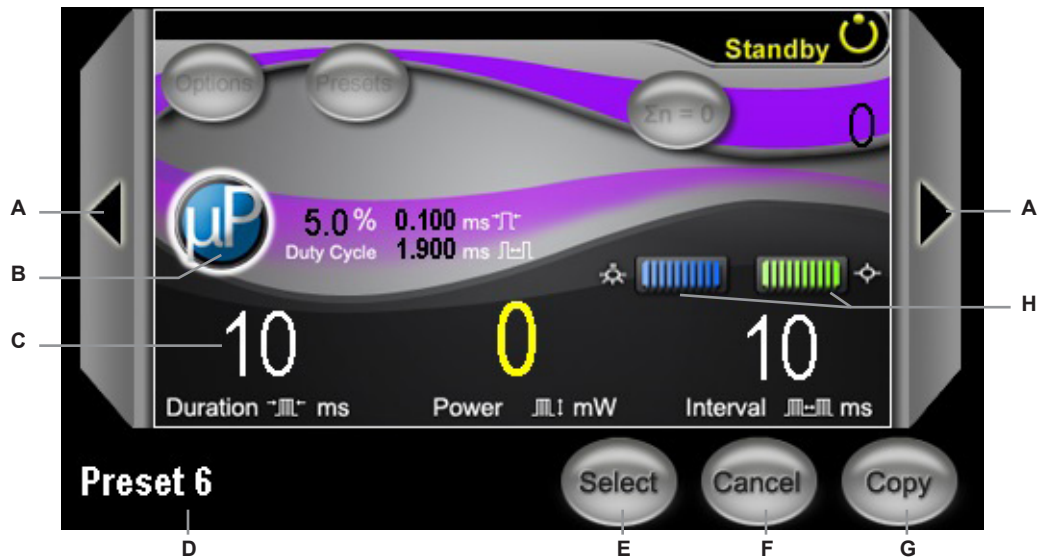 Standby
Options Presets Σn = 0 0
A A
µP 5.0% 0.100 ms
Duty Cycle 1.900 ms
B
H
C 10 0 10
Duration ms Power mW Interval ms
Preset 6 Select Cancel Copy
D E F G